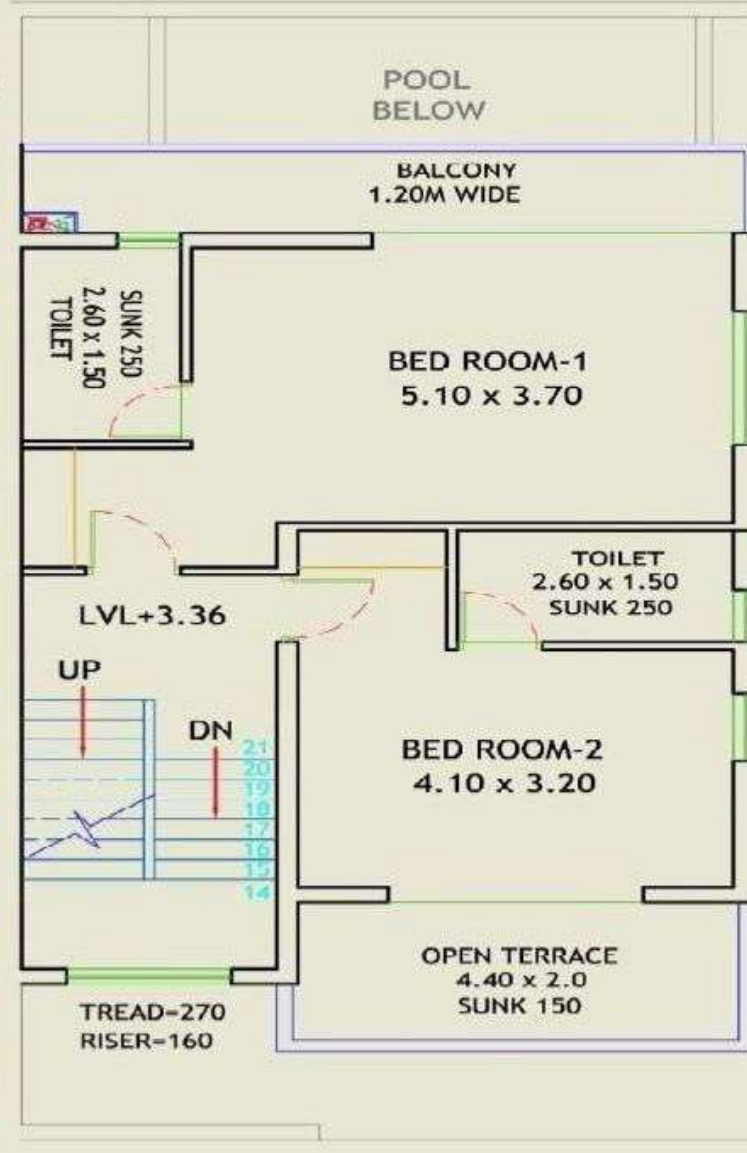 POOL
BELOW
BALCONY
1.20M WIDE
SUNK 250
2.60 x 1.50
TOILET
BED ROOM-1
5.10 x 3.70
TOILET
2.60 x 1.50
SUNK 250
LVL+3.36
UP
DN
21
20
19
18
17
16
15
14
BED ROOM-2
4.10 x 3.20
OPEN TERRACE
4.40 x 2.0
SUNK 150
TREAD=270
RISER=160